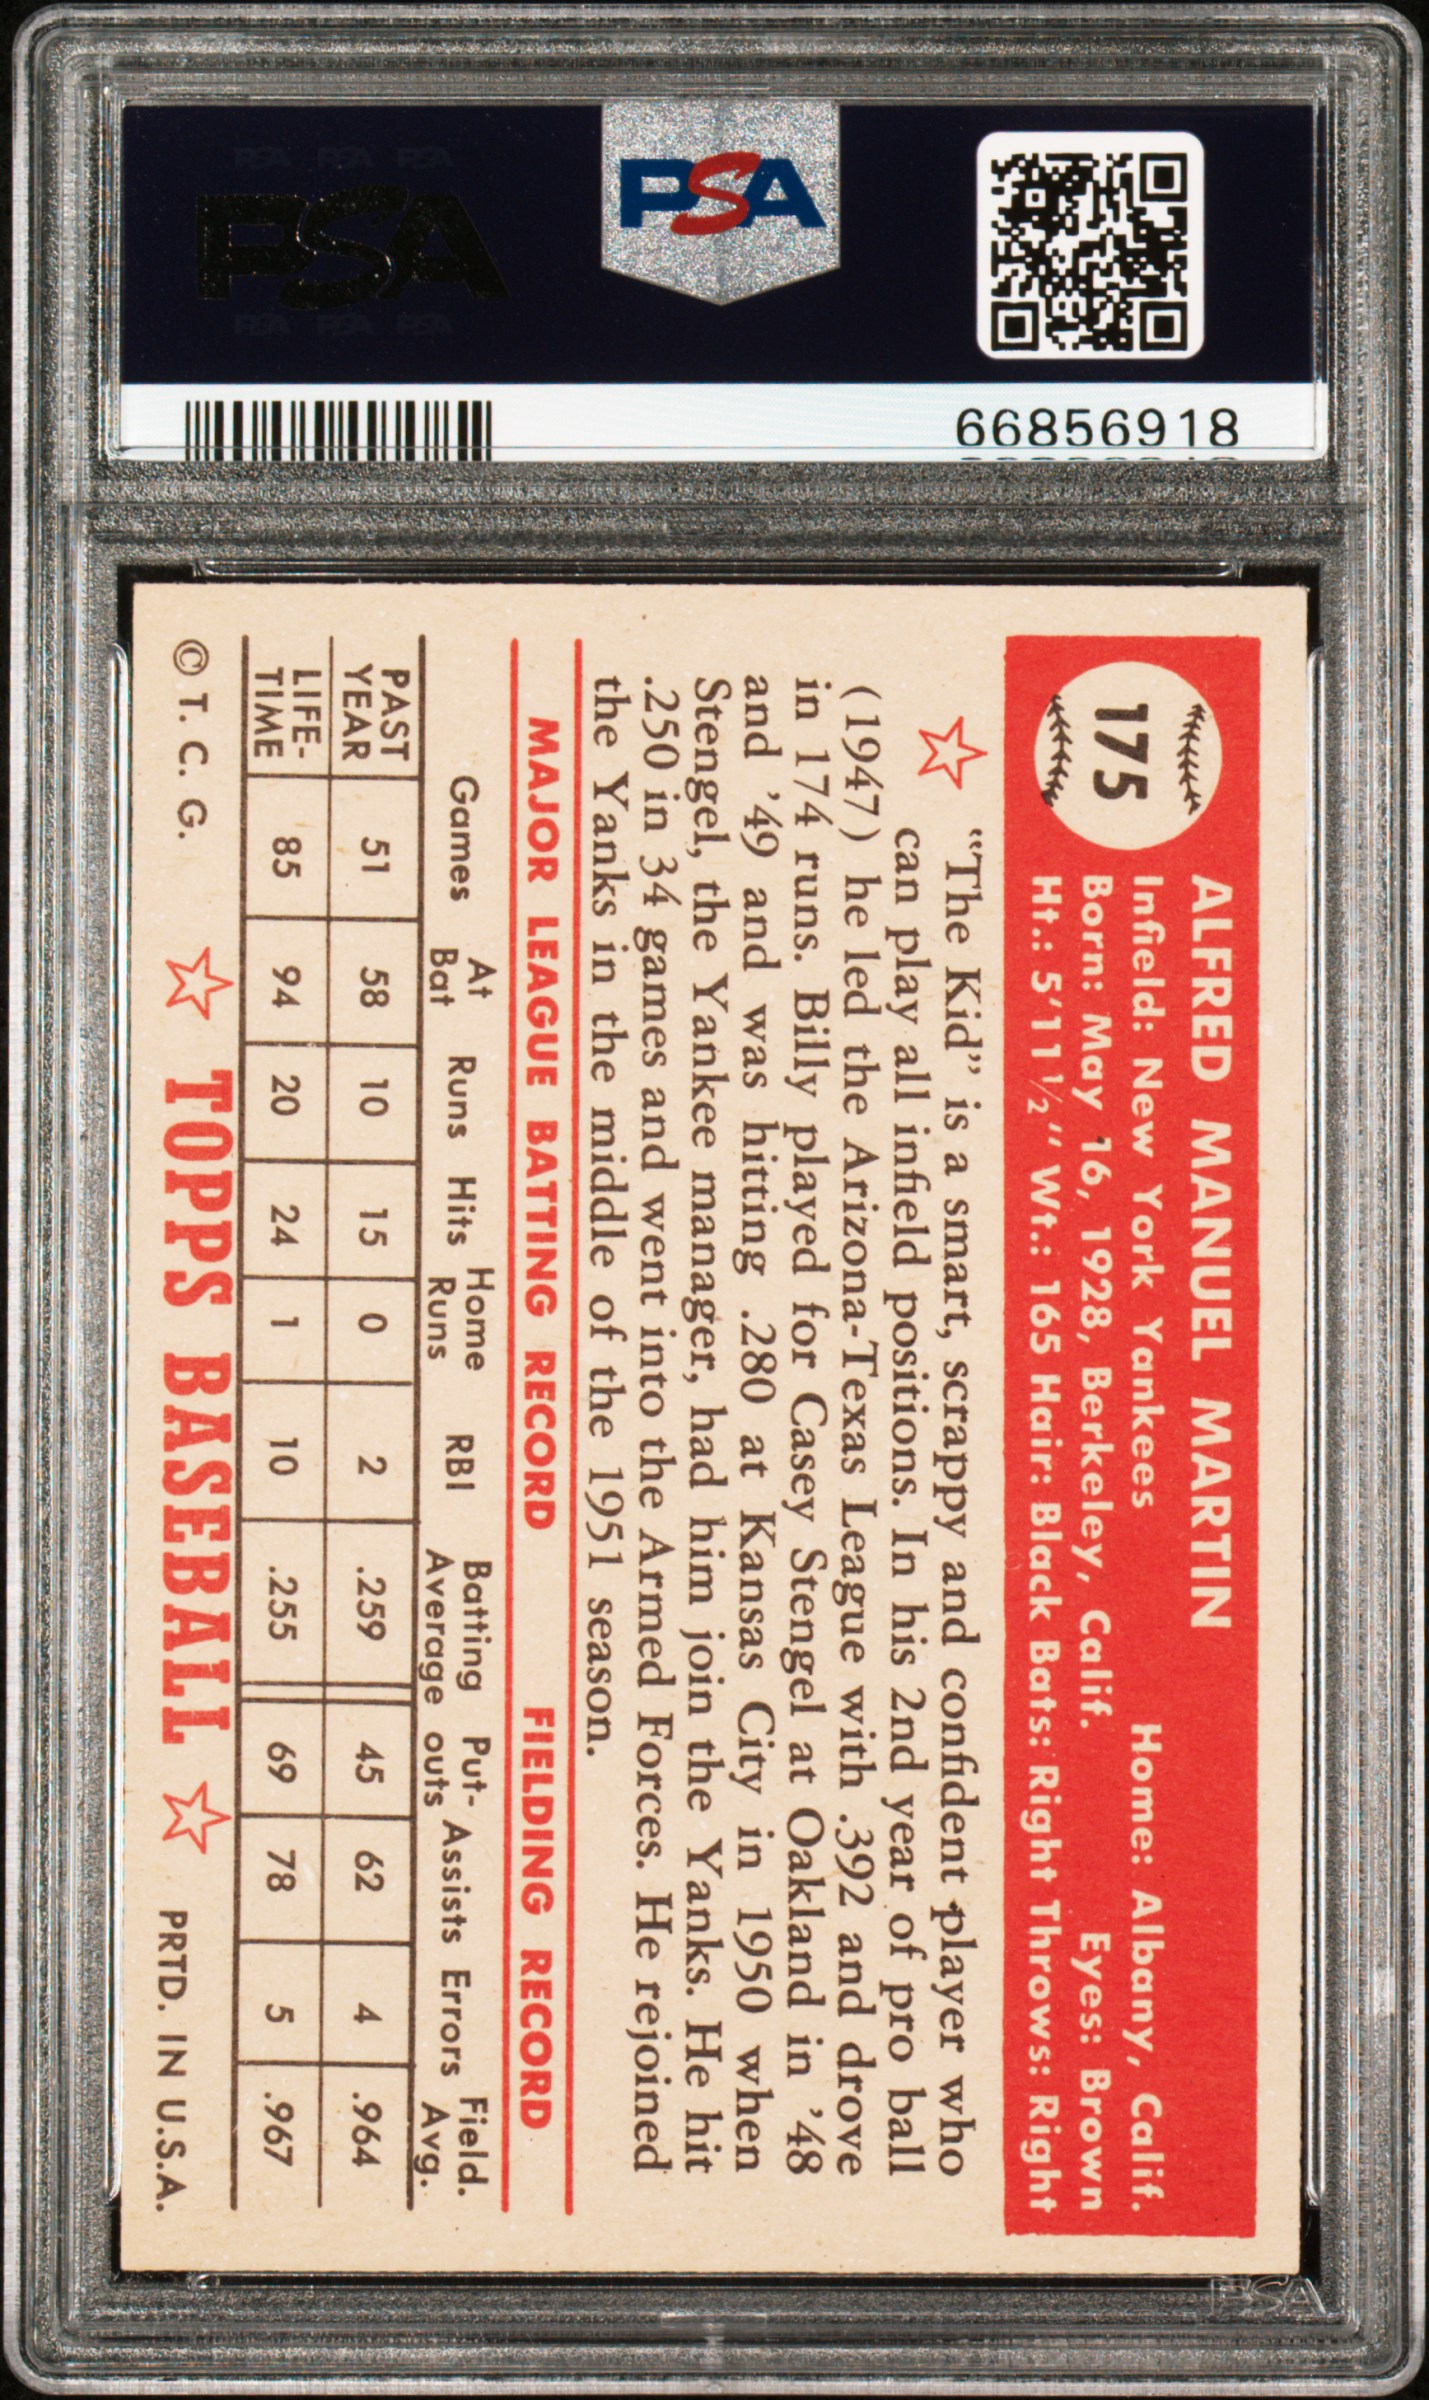 PSA PSA PSA
PSA
PSA PSA PSA
PSA
66856918
175
ALFRED MANUEL MARTIN
Infield: New York Yankees Home: Albany, Calif.
Born: May 16, 1928, Berkeley, Calif. Eyes: Brown
Ht.: 5'11½" Wt.: 165 Hair: Black Bats: Right Throws: Right
"The Kid" is a smart, scrappy and confident player who
can play all infield positions. In his 2nd year of pro ball
(1947) he led the Arizona-Texas League with .392 and drove
in 174 runs. Billy played for Casey Stengel at Oakland in '48
and '49 and was hitting .280 at Kansas City in 1950 when
Stengel, the Yankee manager, had him join the Yanks. He hit
.250 in 34 games and went into the Armed Forces. He rejoined
the Yanks in the middle of the 1951 season.
MAJOR LEAGUE BATTING RECORD FIELDING RECORD
Games At Bat Runs Hits Home Runs RBI Batting Average Put-outs Assists Errors Field. Avg.
PAST YEAR 51 58 10 15 0 2 .259 45 62 4 .964
LIFE-TIME 85 94 20 24 1 10 .255 69 78 5 .967
© T. C. G. TOPPS BASEBALL PRTD. IN U.S.A.
PSA